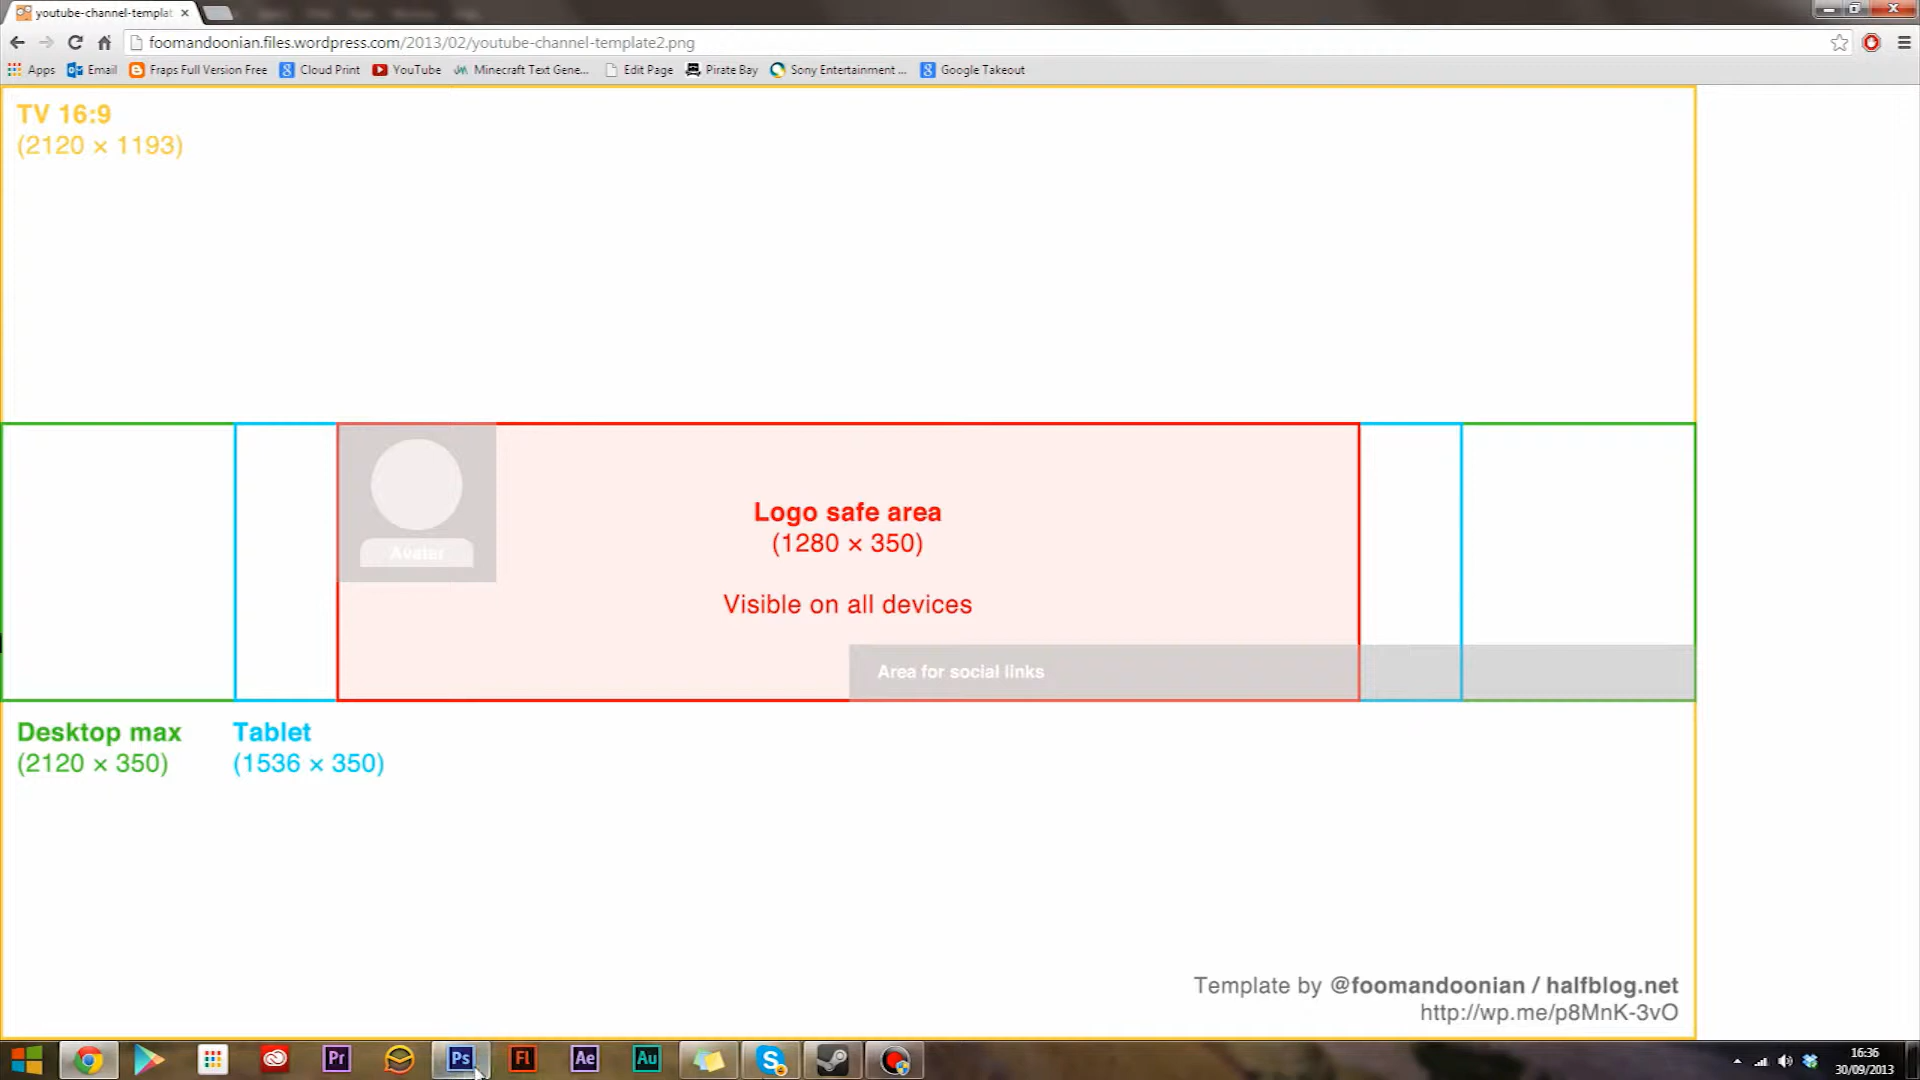 youtube-channel-templat
foomandoonian.files.wordpress.com/2013/02/youtube-channel-template2.png
Apps Email Fraps Full Version Free Cloud Print YouTube Minecraft Text Gene... Edit Page Pirate Bay Sony Entertainment ... Google Takeout
TV 16:9
(2120 × 1193)
Avatar
Logo safe area
(1280 × 350)
Visible on all devices
Area for social links
Desktop max
(2120 × 350)
Tablet
(1536 × 350)
Template by @foomandoonian / halfblog.net
http://wp.me/p8MnK-3vO
Pr Ps Fl Ae Au
16:36
30/09/2013